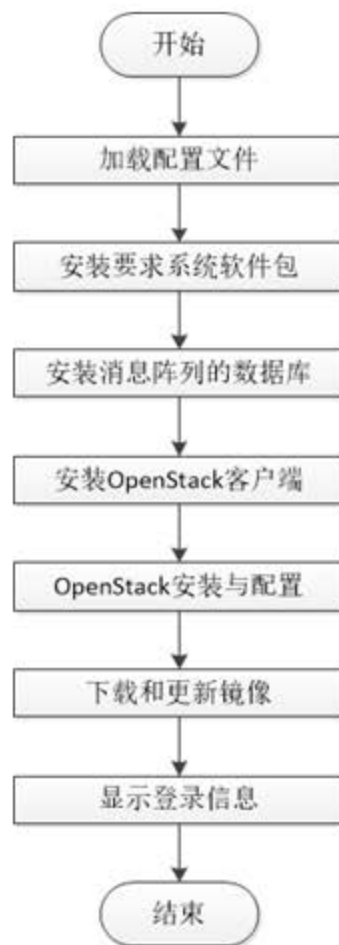 开始
加载配置文件
安装要求系统软件包
安装消息阵列的数据库
安装OpenStack客户端
OpenStack安装与配置
下载和更新镜像
显示登录信息
结束